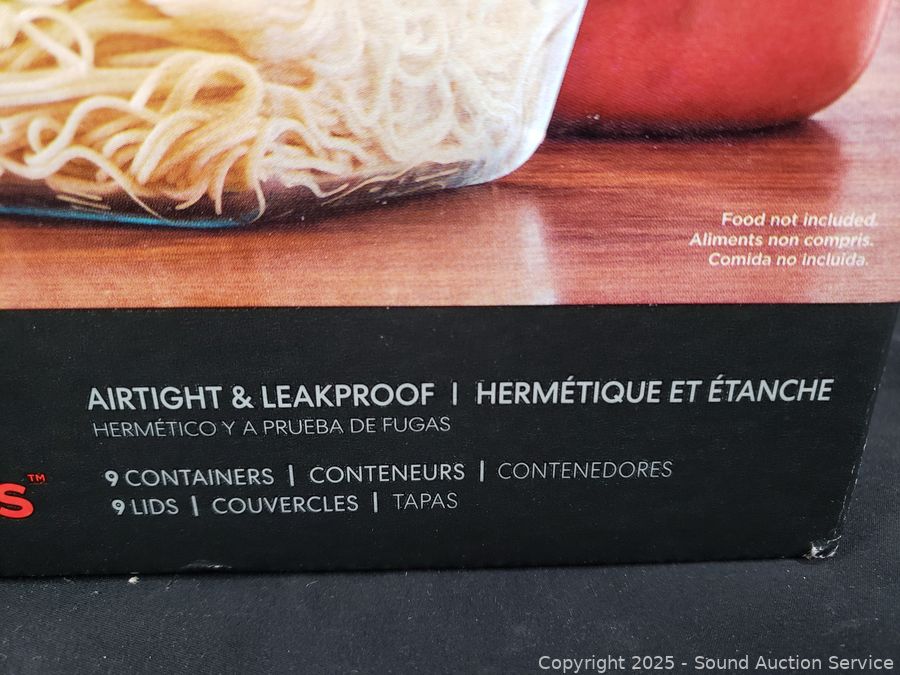 Food not included.
Aliments non compris.
Comida no incluida.
AIRTIGHT & LEAKPROOF | HERMÉTIQUE ET ÉTANCHE
HERMÉTICO Y A PRUEBA DE FUGAS
9 CONTAINERS | CONTENEURS | CONTENEDORES
S™
9 LIDS | COUVERCLES | TAPAS
Copyright 2025 - Sound Auction Service